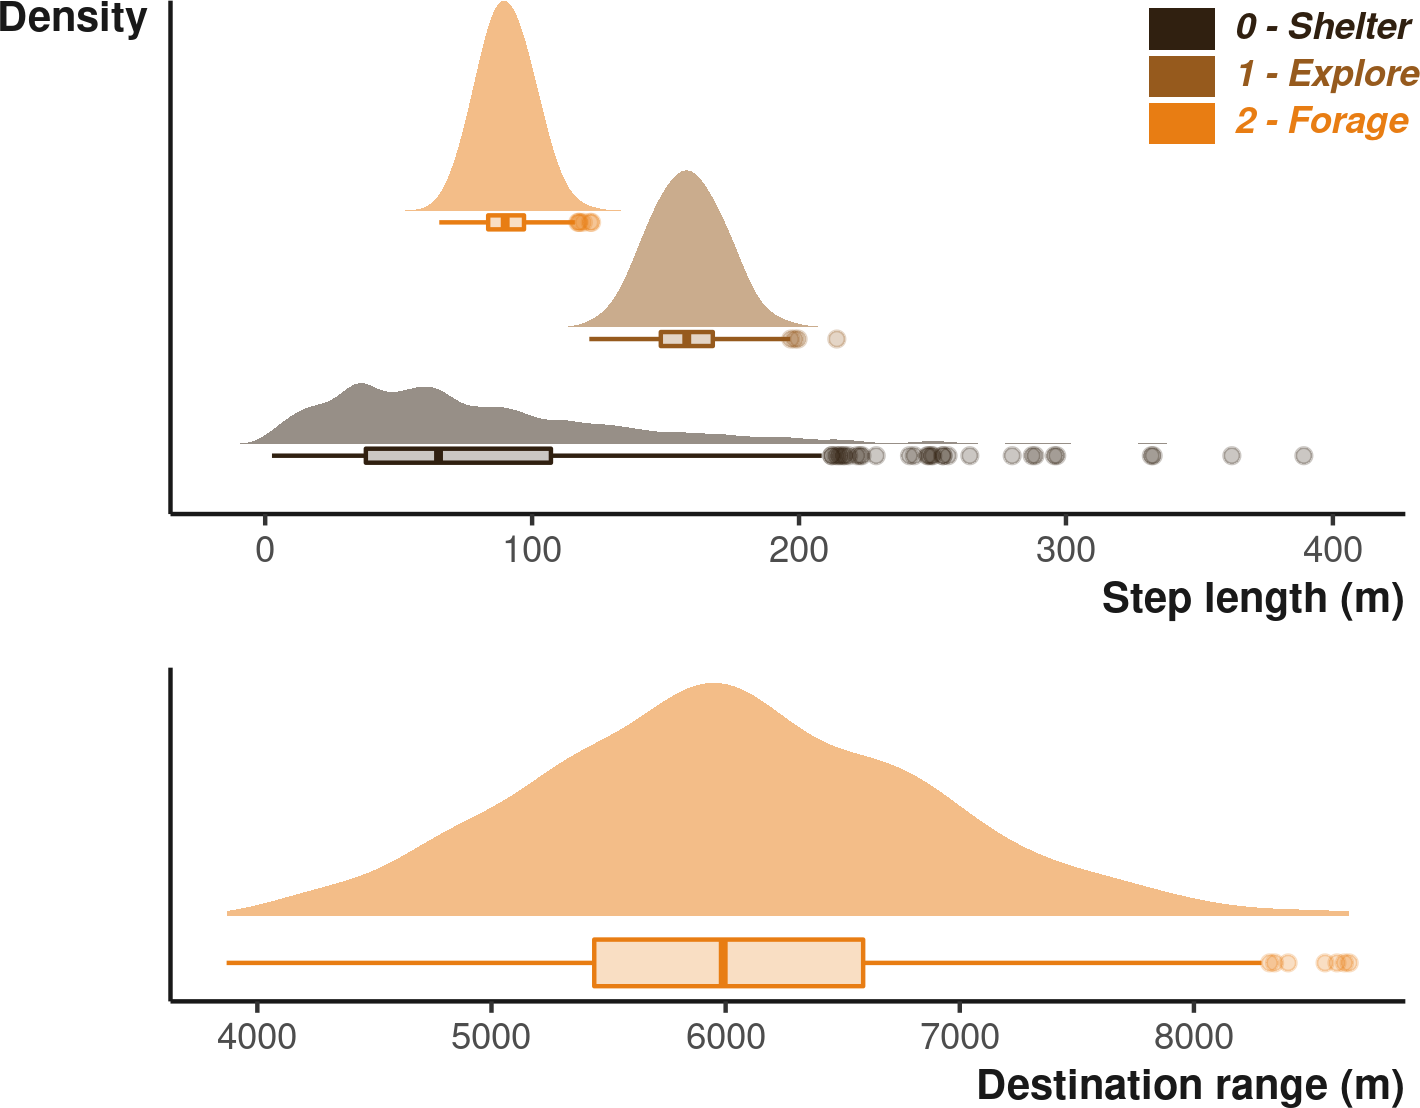 Density
0 - Shelter
1 - Explore
2 - Forage
0 100 200 300 400
Step length (m)
4000 5000 6000 7000 8000
Destination range (m)